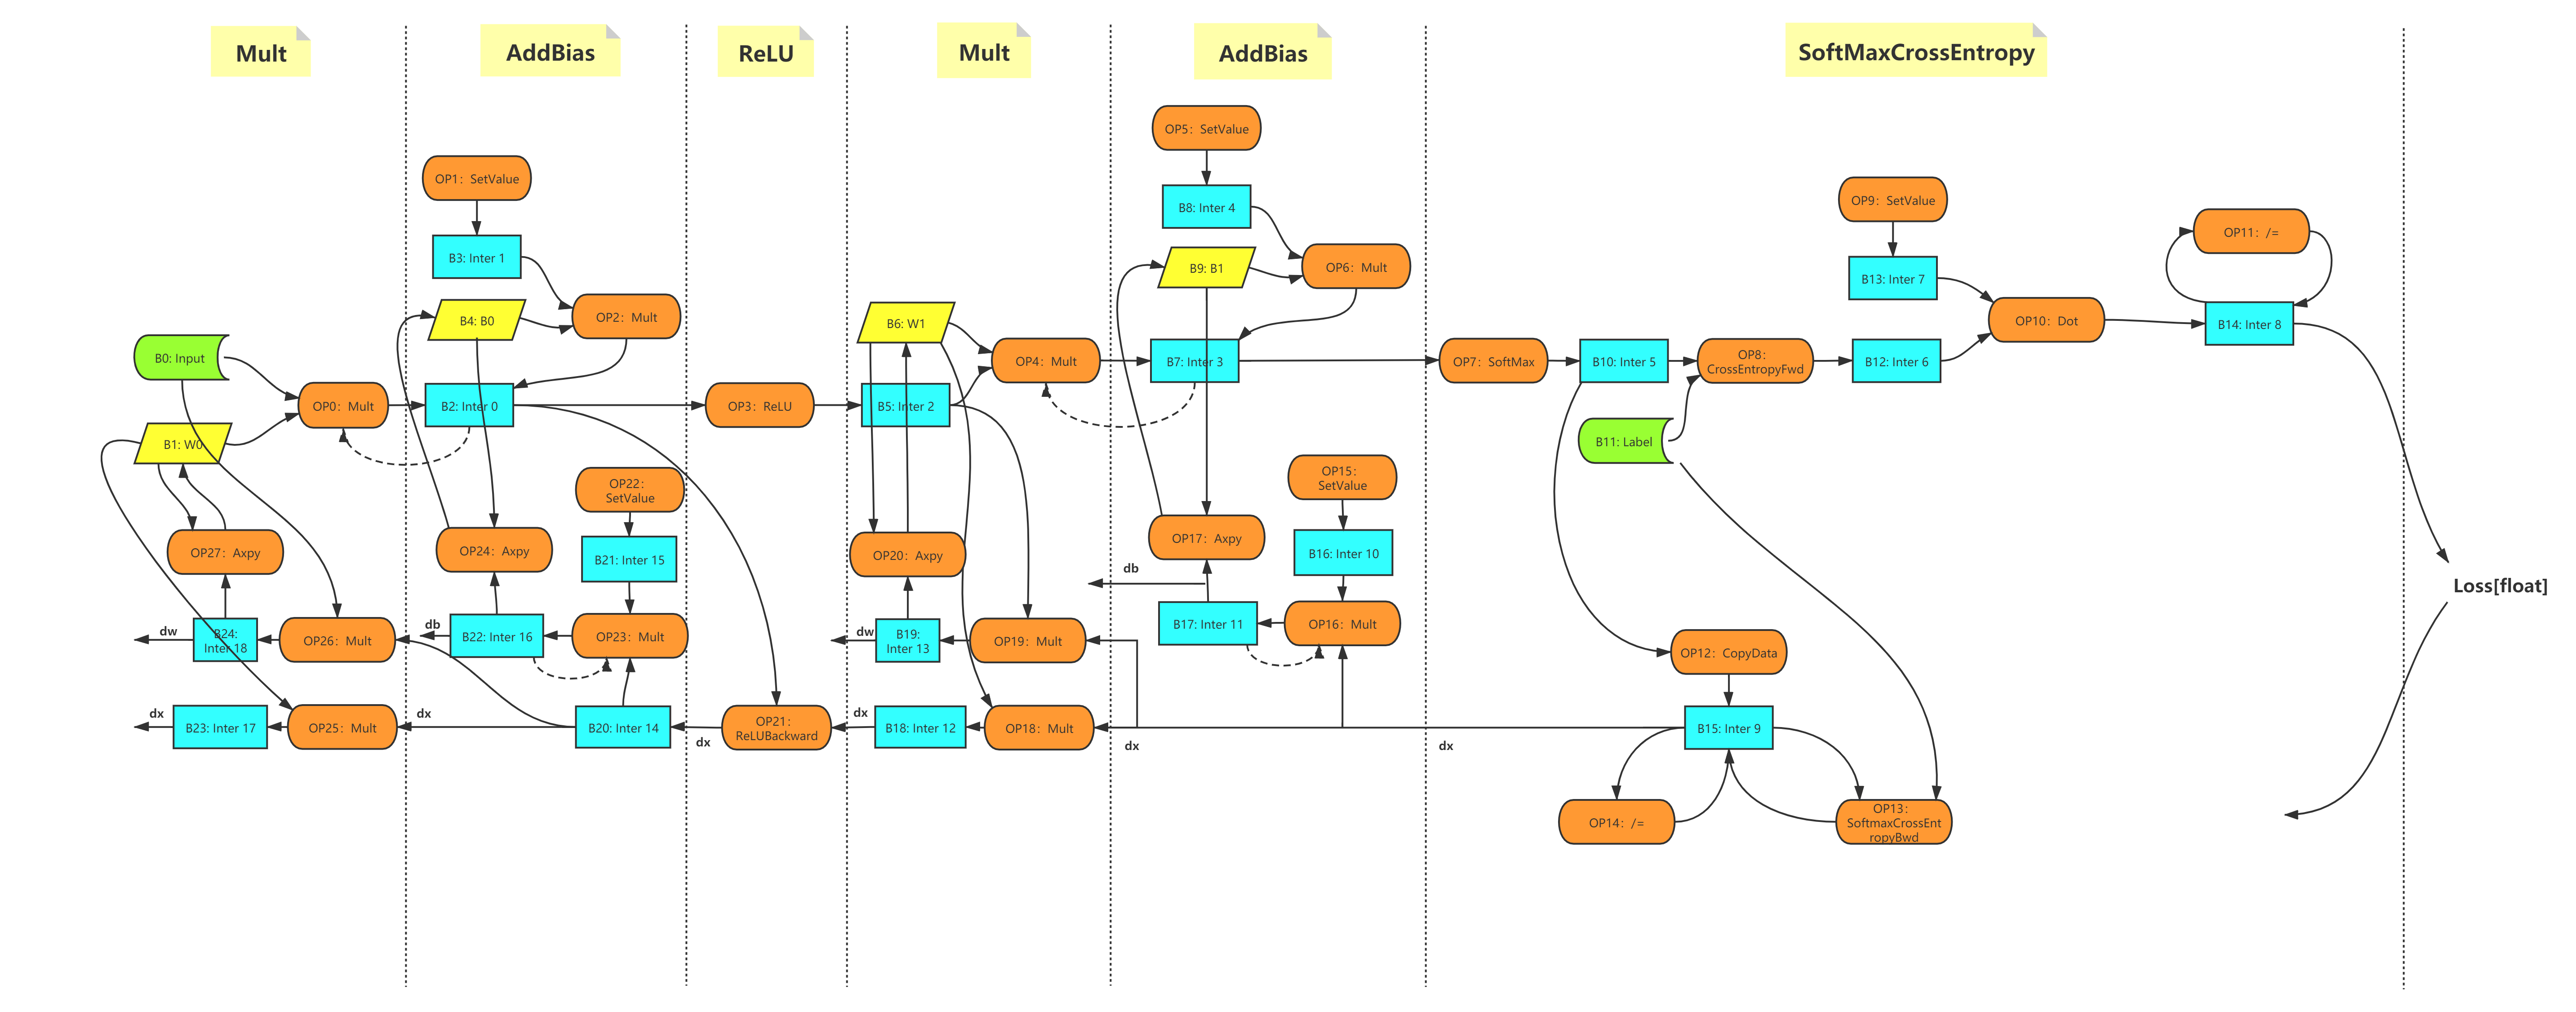 Mult
AddBias
ReLU
Mult
AddBias
SoftMaxCrossEntropy
OP5: SetValue
OP1: SetValue
B8: Inter 4
OP9: SetValue
OP11: /=
B3: Inter 1
B9: B1
OP6: Mult
B13: Inter 7
B4: B0
OP2: Mult
B6: W1
OP10: Dot
B14: Inter 8
B0: Input
OP4: Mult
B7: Inter 3
OP7: SoftMax
B10: Inter 5
OP8:
CrossEntropyFwd
B12: Inter 6
OP0: Mult
B2: Inter 0
OP3: ReLU
B5: Inter 2
B1: W0
B11: Label
OP22:
SetValue
OP15:
SetValue
OP27: Axpy
OP24: Axpy
B21: Inter 15
OP20: Axpy
OP17: Axpy
B16: Inter 10
db
Loss[float]
dw
B24:
Inter 18
OP26: Mult
db
B22: Inter 16
OP23: Mult
dw
B19:
Inter 13
OP19: Mult
B17: Inter 11
OP16: Mult
OP12: CopyData
dx
B23: Inter 17
OP25: Mult
dx
B20: Inter 14
dx
OP21:
ReLUBackward
dx
B18: Inter 12
OP18: Mult
dx
dx
B15: Inter 9
OP14: /=
OP13:
SoftmaxCrossEnt
ropyBwd